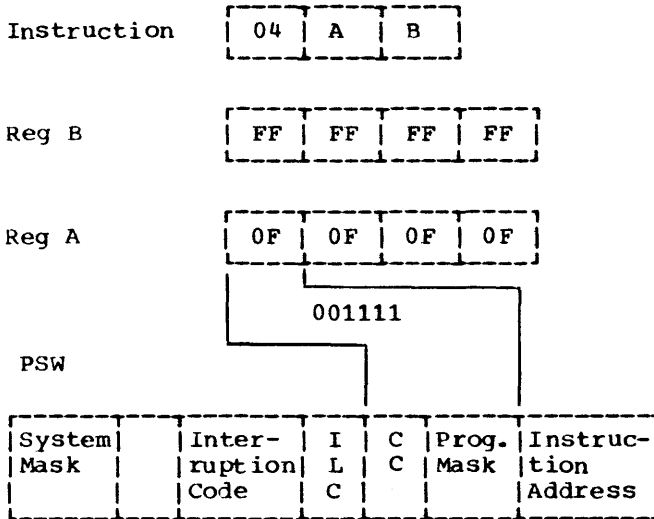 Instruction 04 A B
Reg B FF FF FF FF
Reg A 0F 0F 0F 0F
001111
PSW
System Inter- I C Prog. Instruc-
Mask ruption L C Mask tion
Code C Address